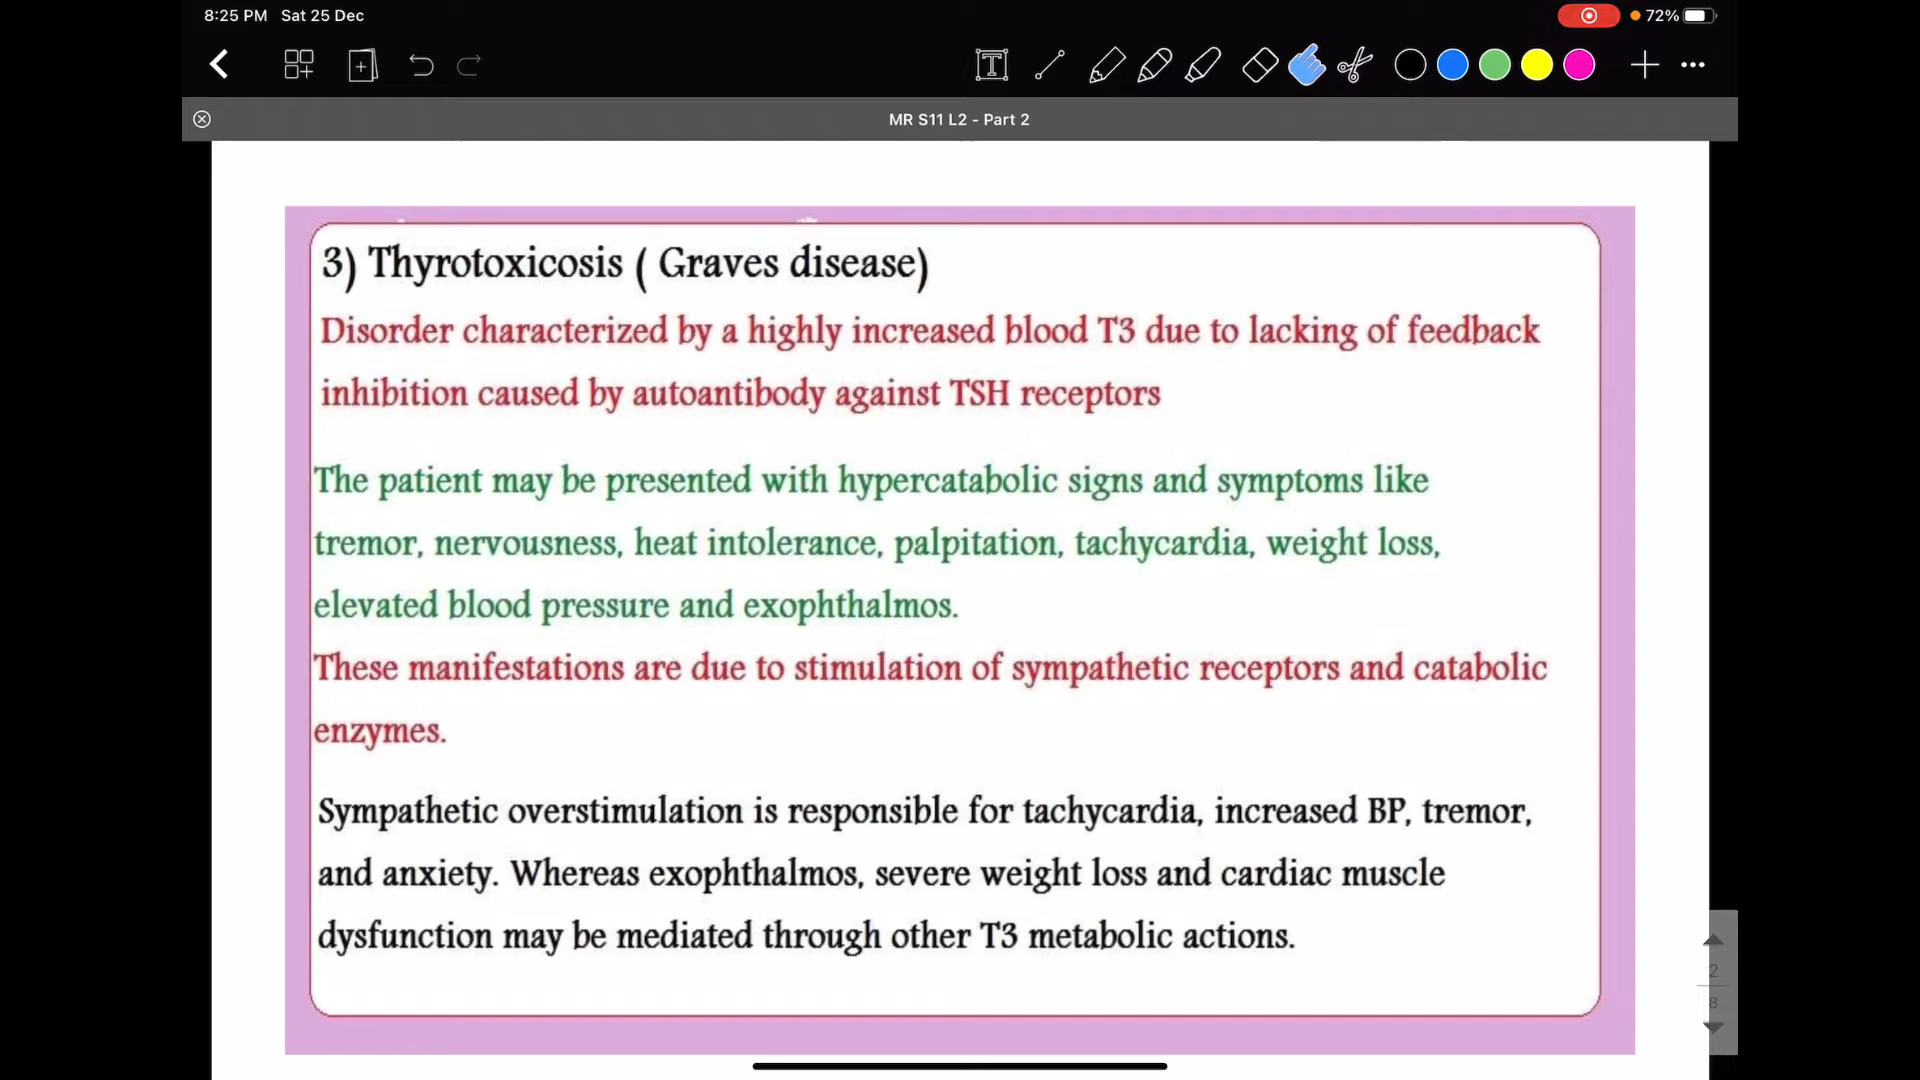 8:25 PM Sat 25 Dec
72%
T
MR S11 L2 - Part 2
3) Thyrotoxicosis ( Graves disease)
Disorder characterized by a highly increased blood T3 due to lacking of feedback
inhibition caused by autoantibody against TSH receptors
The patient may be presented with hypercatabolic signs and symptoms like
tremor, nervousness, heat intolerance, palpitation, tachycardia, weight loss,
elevated blood pressure and exophthalmos.
These manifestations are due to stimulation of sympathetic receptors and catabolic
enzymes.
Sympathetic overstimulation is responsible for tachycardia, increased BP, tremor,
and anxiety. Whereas exophthalmos, severe weight loss and cardiac muscle
dysfunction may be mediated through other T3 metabolic actions.
2
8